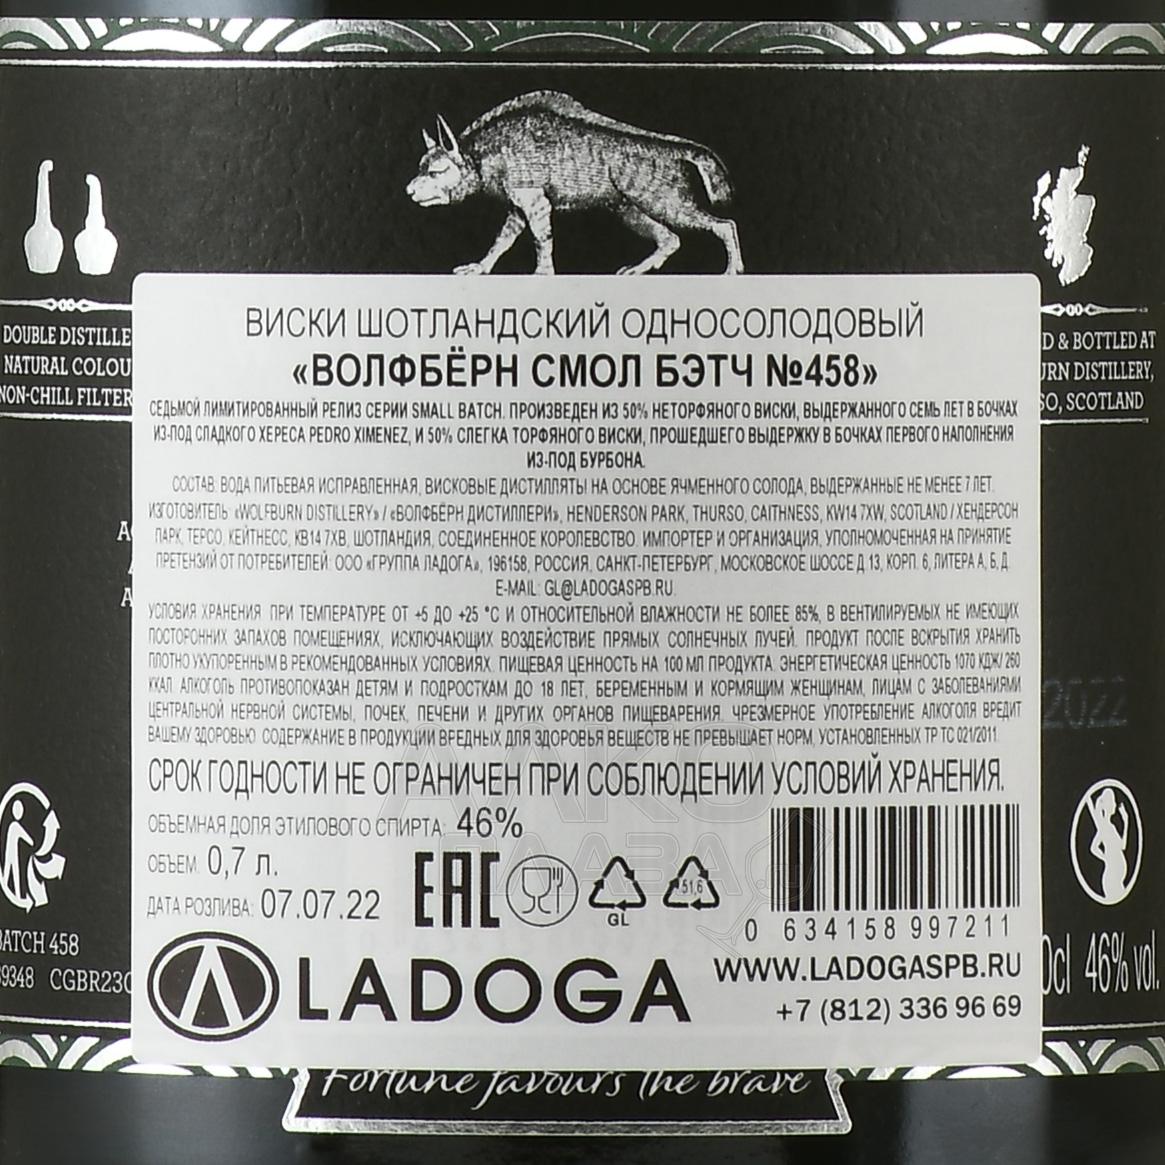 DOUBLE DISTILLE
NATURAL COLOU
NON-CHILL FILTER
D & BOTTLED AT
URN DISTILLERY,
SO, SCOTLAND
ВИСКИ ШОТЛАНДСКИЙ ОДНОСОЛОДОВЫЙ
«ВОЛФБЁРН СМОЛ БЭТЧ №458»
СЕДЬМОЙ ЛИМИТИРОВАННЫЙ РЕЛИЗ СЕРИИ SMALL BATCH. ПРОИЗВЕДЕН ИЗ 50% НЕТОРФЯНОГО ВИСКИ, ВЫДЕРЖАННОГО СЕМЬ ЛЕТ В БОЧКАХ
ИЗ-ПОД СЛАДКОГО ХЕРЕСА PEDRO XIMENEZ, И 50% СЛЕГКА ТОРФЯНОГО ВИСКИ, ПРОШЕДШЕГО ВЫДЕРЖКУ В БОЧКАХ ПЕРВОГО НАПОЛНЕНИЯ
ИЗ-ПОД БУРБОНА.
СОСТАВ: ВОДА ПИТЬЕВАЯ ИСПРАВЛЕННАЯ, ВИСКОВЫЕ ДИСТИЛЛЯТЫ НА ОСНОВЕ ЯЧМЕННОГО СОЛОДА, ВЫДЕРЖАННЫЕ НЕ МЕНЕЕ 7 ЛЕТ.
ИЗГОТОВИТЕЛЬ: «WOLFBURN DISTILLERY» / «ВОЛФБЁРН ДИСТИЛЛЕРИ», HENDERSON PARK, THURSO, CAITHNESS, KW14 7XW, SCOTLAND / ХЕНДЕРСОН
ПАРК, ТЕРСО, КЕЙТНЕСС, КВ14 7ХВ, ШОТЛАНДИЯ, СОЕДИНЕННОЕ КОРОЛЕВСТВО. ИМПОРТЕР И ОРГАНИЗАЦИЯ, УПОЛНОМОЧЕННАЯ НА ПРИНЯТИЕ
ПРЕТЕНЗИЙ ОТ ПОТРЕБИТЕЛЕЙ: ООО «ГРУППА ЛАДОГА», 196158, РОССИЯ, САНКТ-ПЕТЕРБУРГ, МОСКОВСКОЕ ШОССЕ Д.13, КОРП. 6, ЛИТЕРА А, Б, Д.
E-MAIL: GL@LADOGASPB.RU.
УСЛОВИЯ ХРАНЕНИЯ: ПРИ ТЕМПЕРАТУРЕ ОТ +5 ДО +25 °С И ОТНОСИТЕЛЬНОЙ ВЛАЖНОСТИ НЕ БОЛЕЕ 85%, В ВЕНТИЛИРУЕМЫХ НЕ ИМЕЮЩИХ
ПОСТОРОННИХ ЗАПАХОВ ПОМЕЩЕНИЯХ, ИСКЛЮЧАЮЩИХ ВОЗДЕЙСТВИЕ ПРЯМЫХ СОЛНЕЧНЫХ ЛУЧЕЙ. ПРОДУКТ ПОСЛЕ ВСКРЫТИЯ ХРАНИТЬ
ПЛОТНО УКУПОРЕННЫМ В РЕКОМЕНДОВАННЫХ УСЛОВИЯХ. ПИЩЕВАЯ ЦЕННОСТЬ НА 100 МЛ ПРОДУКТА. ЭНЕРГЕТИЧЕСКАЯ ЦЕННОСТЬ 1070 КДЖ/ 260
ККАЛ. АЛКОГОЛЬ ПРОТИВОПОКАЗАН ДЕТЯМ И ПОДРОСТКАМ ДО 18 ЛЕТ, БЕРЕМЕННЫМ И КОРМЯЩИМ ЖЕНЩИНАМ, ЛИЦАМ С ЗАБОЛЕВАНИЯМИ
ЦЕНТРАЛЬНОЙ НЕРВНОЙ СИСТЕМЫ, ПОЧЕК, ПЕЧЕНИ И ДРУГИХ ОРГАНОВ ПИЩЕВАРЕНИЯ. ЧРЕЗМЕРНОЕ УПОТРЕБЛЕНИЕ АЛКОГОЛЯ ВРЕДИТ
ВАШЕМУ ЗДОРОВЬЮ. СОДЕРЖАНИЕ В ПРОДУКЦИИ ВРЕДНЫХ ДЛЯ ЗДОРОВЬЯ ВЕЩЕСТВ НЕ ПРЕВЫШАЕТ НОРМ, УСТАНОВЛЕННЫХ ТР ТС 021/2011.
СРОК ГОДНОСТИ НЕ ОГРАНИЧЕН ПРИ СОБЛЮДЕНИИ УСЛОВИЙ ХРАНЕНИЯ.
ОБЪЕМНАЯ ДОЛЯ ЭТИЛОВОГО СПИРТА: 46%
ОБЪЕМ: 0,7 л.
ДАТА РОЗЛИВА: 07.07.22
EAC
GL
51,6
0 634158 997211
LADOGA
WWW.LADOGASPB.RU
+7 (812) 336 96 69
2022
BATCH 458
39348 CGBR230
0cl 46% vol.
Fortune favours the brave
АЛКО
ПЛАЗА